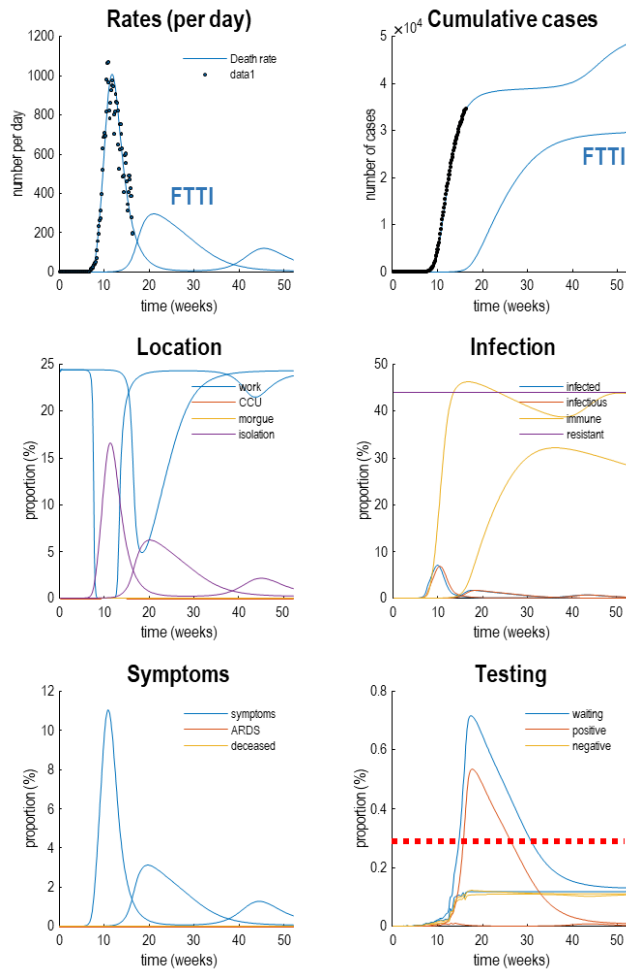 Rates (per day)
1200
1000
800
600
400
200
0
number per day
Death rate
data1
FTTI
0 10 20 30 40 50
time (weeks)
Cumulative cases
×10⁴
5
4
3
2
1
0
number of cases
FTTI
0 10 20 30 40 50
time (weeks)
Location
25
20
15
10
5
0
proportion (%)
work
CCU
morgue
isolation
0 10 20 30 40 50
time (weeks)
Infection
50
40
30
20
10
0
proportion (%)
infected
infectious
immune
resistant
0 10 20 30 40 50
time (weeks)
Symptoms
12
10
8
6
4
2
0
proportion (%)
symptoms
ARDS
deceased
0 10 20 30 40 50
time (weeks)
Testing
0.8
0.6
0.4
0.2
0
proportion (%)
waiting
positive
negative
0 10 20 30 40 50
time (weeks)